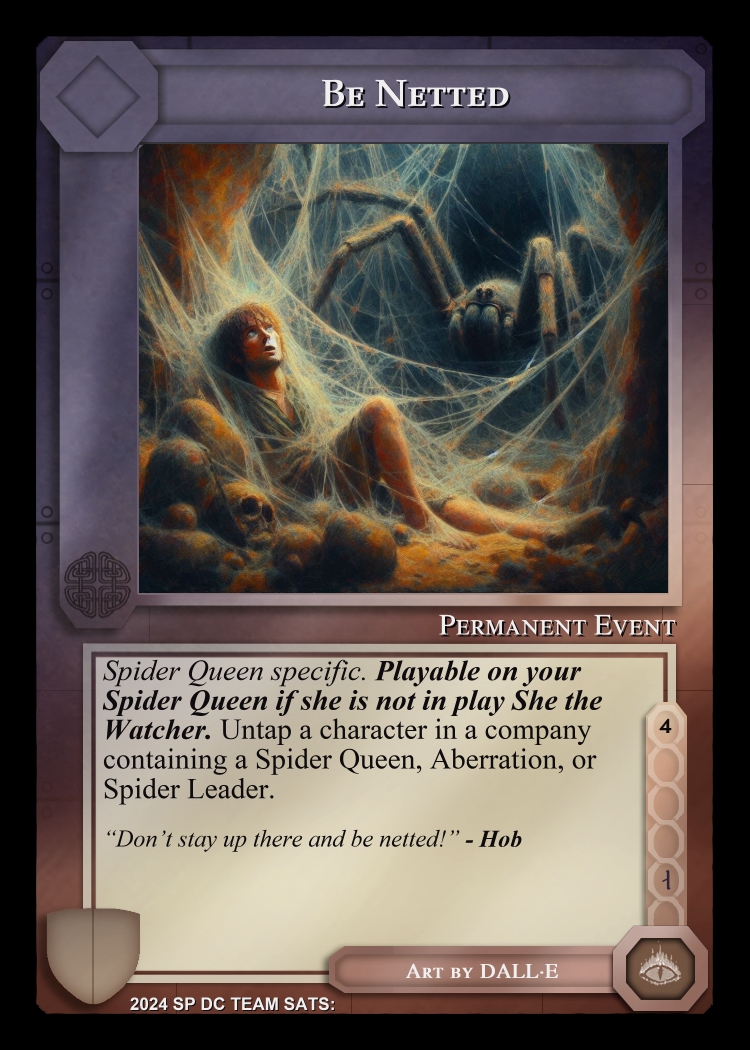 Be Netted
Permanent Event
Spider Queen specific. Playable on your
Spider Queen if she is not in play She the
Watcher. Untap a character in a company
containing a Spider Queen, Aberration, or
Spider Leader.
“Don’t stay up there and be netted!” - Hob
4
Art by DALL·E
2024 SP DC TEAM SATS: